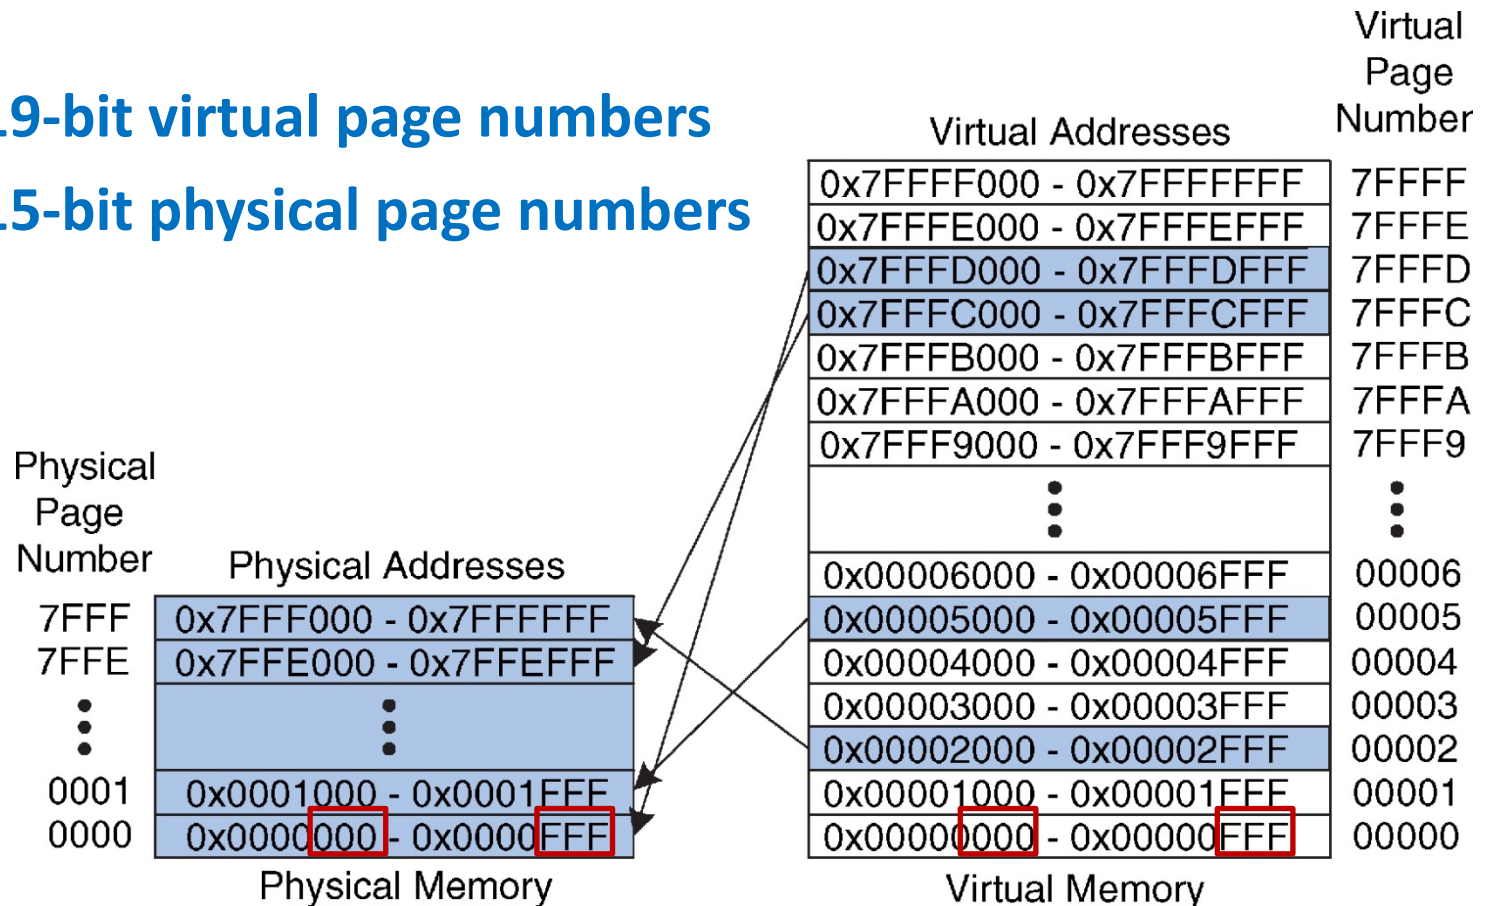 19-bit virtual page numbers
15-bit physical page numbers
Virtual
Page
Number
Virtual Addresses
0x7FFFF000 - 0x7FFFFFFF 7FFFF
0x7FFFE000 - 0x7FFFEFFF 7FFFE
0x7FFFD000 - 0x7FFFDFFF 7FFFD
0x7FFFC000 - 0x7FFFCFFF 7FFFC
0x7FFFB000 - 0x7FFFBFFF 7FFFB
0x7FFFA000 - 0x7FFFAFFF 7FFFA
0x7FFF9000 - 0x7FFF9FFF 7FFF9
0x00006000 - 0x00006FFF 00006
0x00005000 - 0x00005FFF 00005
0x00004000 - 0x00004FFF 00004
0x00003000 - 0x00003FFF 00003
0x00002000 - 0x00002FFF 00002
0x00001000 - 0x00001FFF 00001
0x00000000 - 0x00000FFF 00000
Virtual Memory
Physical
Page
Number
Physical Addresses
7FFF 0x7FFF000 - 0x7FFFFFF
7FFE 0x7FFE000 - 0x7FFEFFF
0001 0x0001000 - 0x0001FFF
0000 0x0000000 - 0x0000FFF
Physical Memory